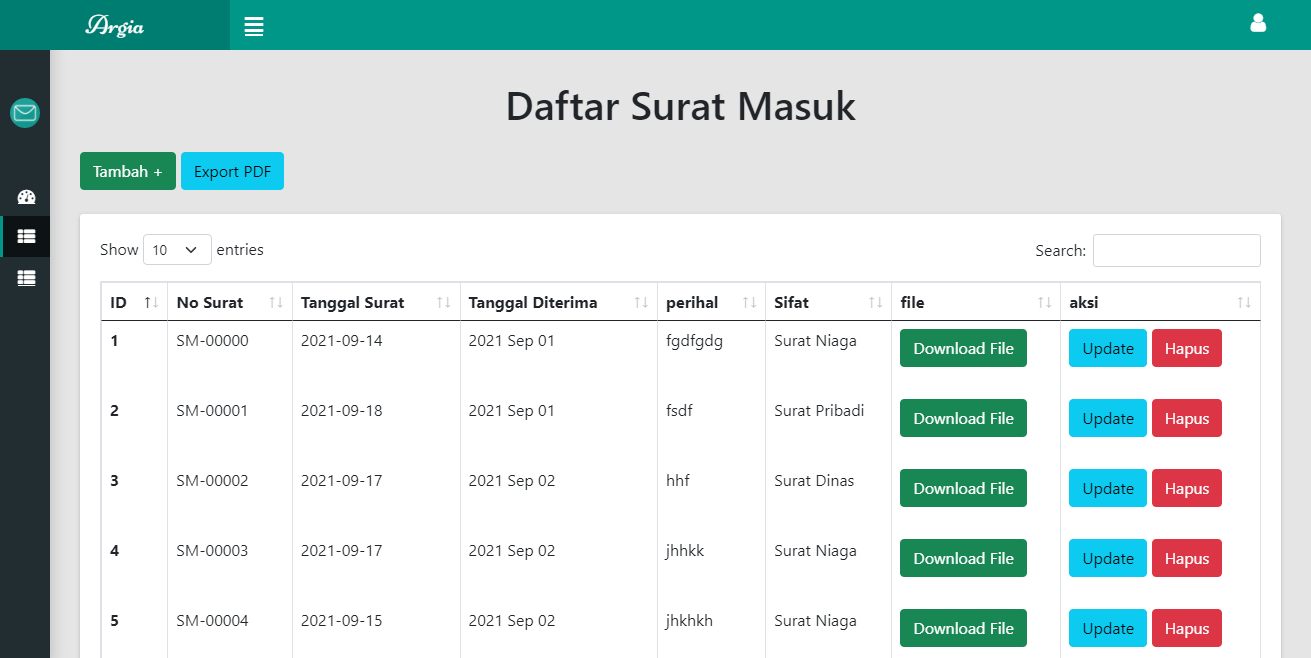 Argia
Daftar Surat Masuk
Tambah + Export PDF
Show 10 entries Search:
ID No Surat Tanggal Surat Tanggal Diterima perihal Sifat file aksi
1 SM-00000 2021-09-14 2021 Sep 01 fgdfgdg Surat Niaga Download File Update Hapus
2 SM-00001 2021-09-18 2021 Sep 01 fsdf Surat Pribadi Download File Update Hapus
3 SM-00002 2021-09-17 2021 Sep 02 hhf Surat Dinas Download File Update Hapus
4 SM-00003 2021-09-17 2021 Sep 02 jhhkk Surat Niaga Download File Update Hapus
5 SM-00004 2021-09-15 2021 Sep 02 jhkhkh Surat Niaga Download File Update Hapus